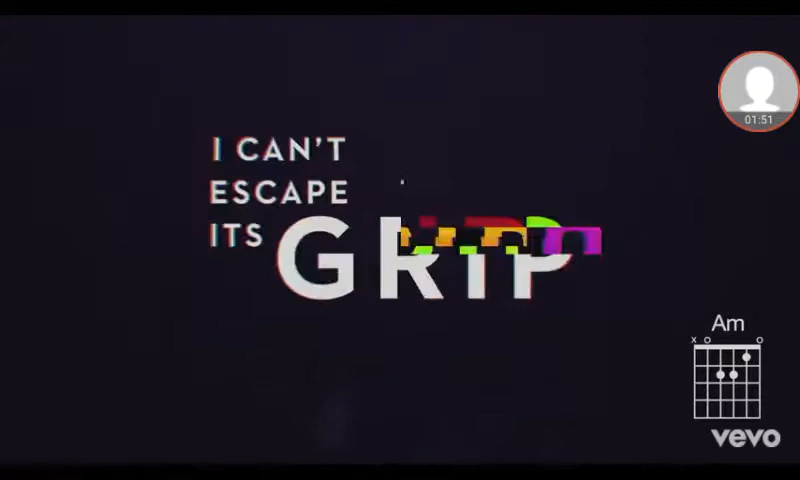 01:51
I CAN'T
ESCAPE
ITS GRIP
Am
x o o
vevo